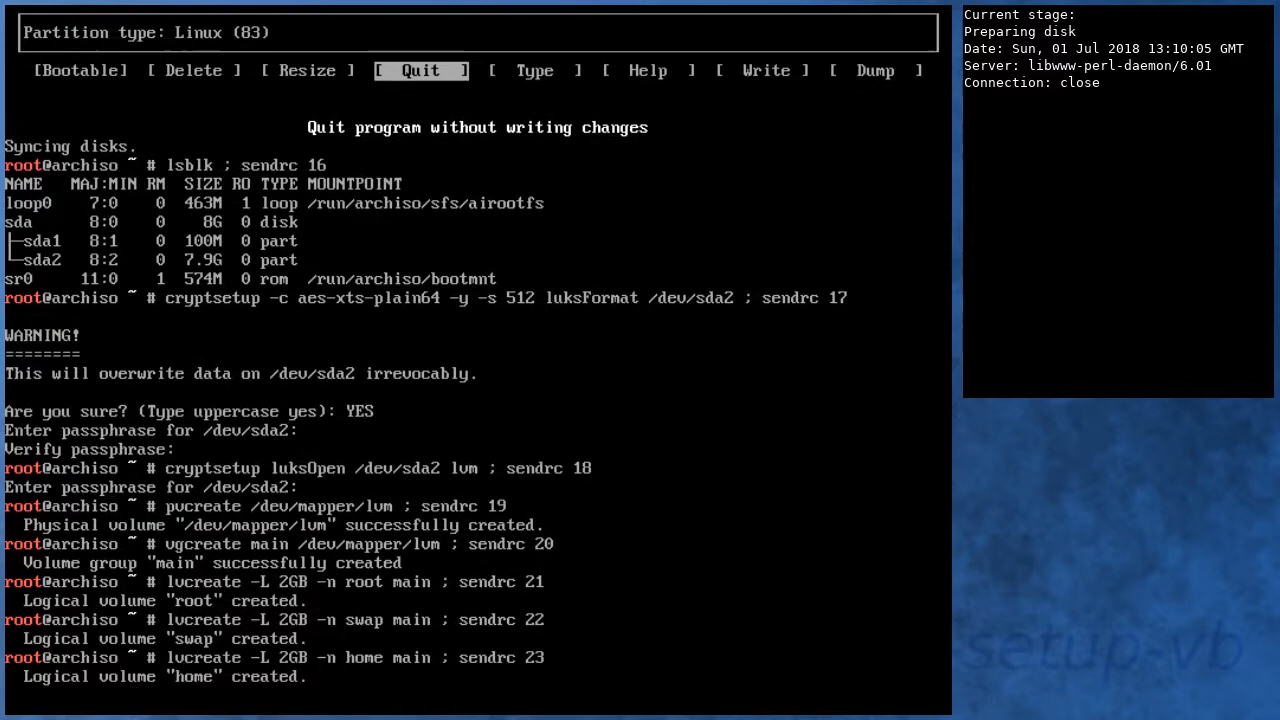 Partition type: Linux (83)
[Bootable] [ Delete ] [ Resize ] [ Quit ] [ Type ] [ Help ] [ Write ] [ Dump ]
Quit program without writing changes
Syncing disks.
root@archiso ~ # lsblk ; sendrc 16
NAME MAJ:MIN RM SIZE RO TYPE MOUNTPOINT
loop0 7:0 0 463M 1 loop /run/archiso/sfs/airootfs
sda 8:0 0 8G 0 disk
├─sda1 8:1 0 100M 0 part
└─sda2 8:2 0 7.9G 0 part
sr0 11:0 1 574M 0 rom /run/archiso/bootmnt
root@archiso ~ # cryptsetup -c aes-xts-plain64 -y -s 512 luksFormat /dev/sda2 ; sendrc 17
WARNING!
========
This will overwrite data on /dev/sda2 irrevocably.
Are you sure? (Type uppercase yes): YES
Enter passphrase for /dev/sda2:
Verify passphrase:
root@archiso ~ # cryptsetup luksOpen /dev/sda2 lvm ; sendrc 18
Enter passphrase for /dev/sda2:
root@archiso ~ # pvcreate /dev/mapper/lvm ; sendrc 19
Physical volume "/dev/mapper/lvm" successfully created.
root@archiso ~ # vgcreate main /dev/mapper/lvm ; sendrc 20
Volume group "main" successfully created
root@archiso ~ # lvcreate -L 2GB -n root main ; sendrc 21
Logical volume "root" created.
root@archiso ~ # lvcreate -L 2GB -n swap main ; sendrc 22
Logical volume "swap" created.
root@archiso ~ # lvcreate -L 2GB -n home main ; sendrc 23
Logical volume "home" created.
Current stage:
Preparing disk
Date: Sun, 01 Jul 2018 13:10:05 GMT
Server: libwww-perl-daemon/6.01
Connection: close
setup-vb